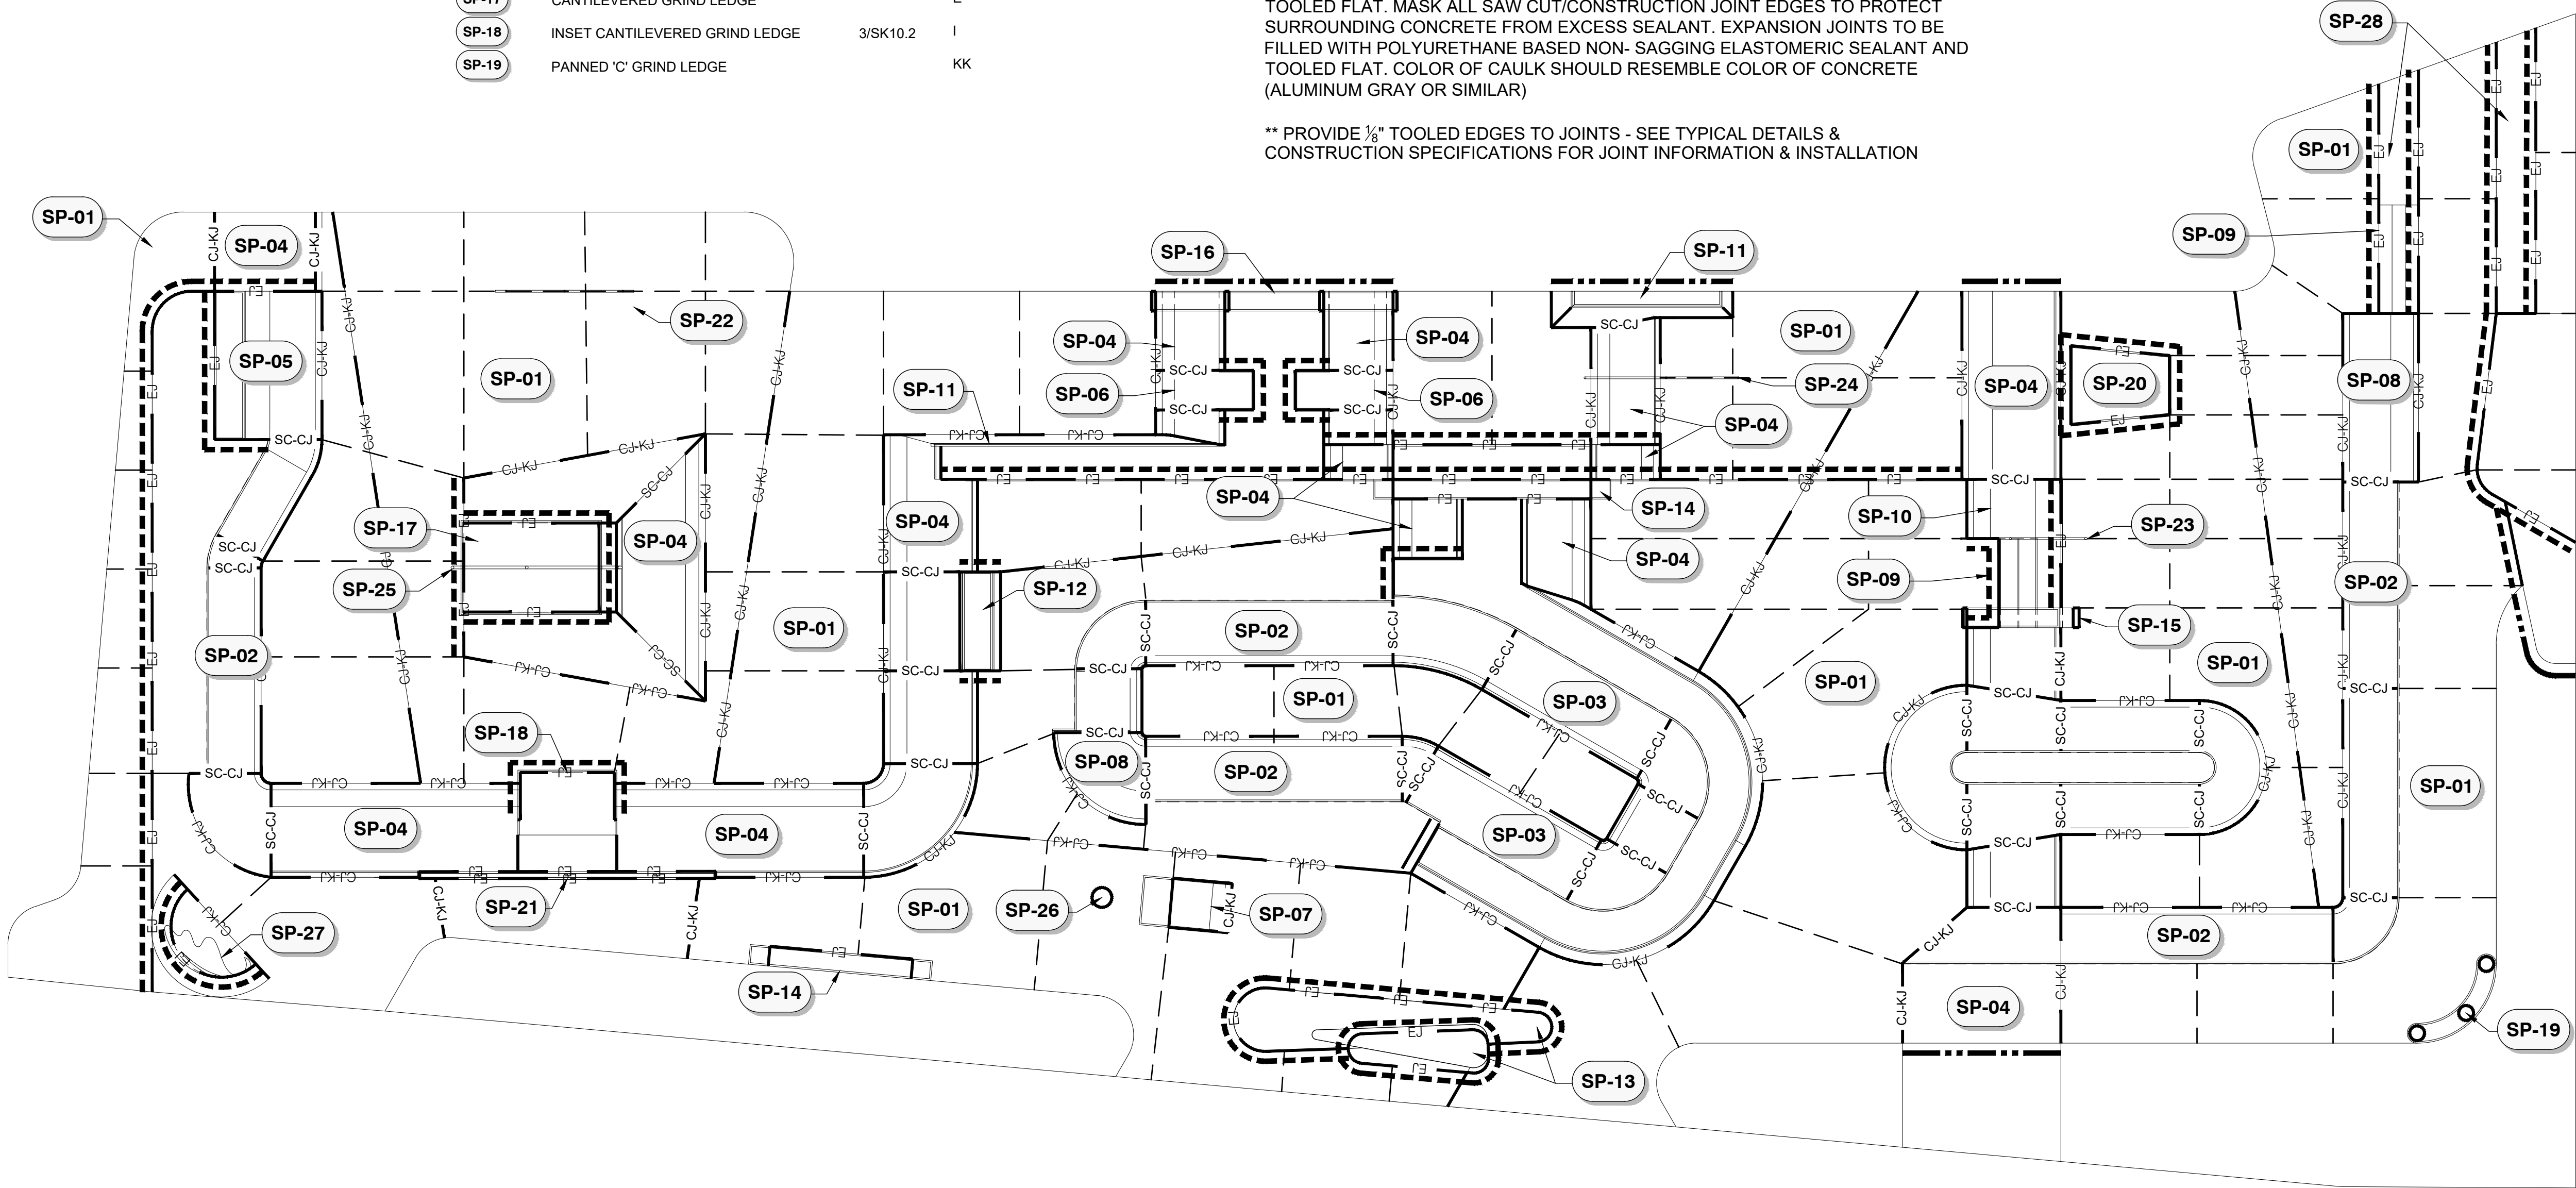 SP-17 CANTILEVERED GRIND LEDGE E
SP-18 INSET CANTILEVERED GRIND LEDGE 3/SK10.2 I
SP-19 PANNED 'C' GRIND LEDGE KK
TOOLED FLAT. MASK ALL SAW CUT/CONSTRUCTION JOINT EDGES TO PROTECT
SURROUNDING CONCRETE FROM EXCESS SEALANT. EXPANSION JOINTS TO BE
FILLED WITH POLYURETHANE BASED NON- SAGGING ELASTOMERIC SEALANT AND
TOOLED FLAT. COLOR OF CAULK SHOULD RESEMBLE COLOR OF CONCRETE
(ALUMINUM GRAY OR SIMILAR)
** PROVIDE ⅛" TOOLED EDGES TO JOINTS - SEE TYPICAL DETAILS &
CONSTRUCTION SPECIFICATIONS FOR JOINT INFORMATION & INSTALLATION
SP-28
SP-01
SP-09
SP-01
SP-04
SP-16
SP-11
SP-22
SP-05
SP-01
SP-04
SP-04
SP-01
SP-06
SP-06
SP-11
SP-24
SP-04
SP-04
SP-20
SP-08
SP-17
SP-04
SP-04
SP-04
SP-14
SP-10
SP-23
SP-25
SP-12
SP-04
SP-09
SP-02
SP-02
SP-01
SP-02
SP-15
SP-01
SP-01
SP-03
SP-01
SP-18
SP-08
SP-02
SP-01
SP-04
SP-04
SP-03
SP-21
SP-01
SP-26
SP-07
SP-27
SP-02
SP-14
SP-04
SP-13
SP-19
CJ-KJ
SC-CJ
EJ